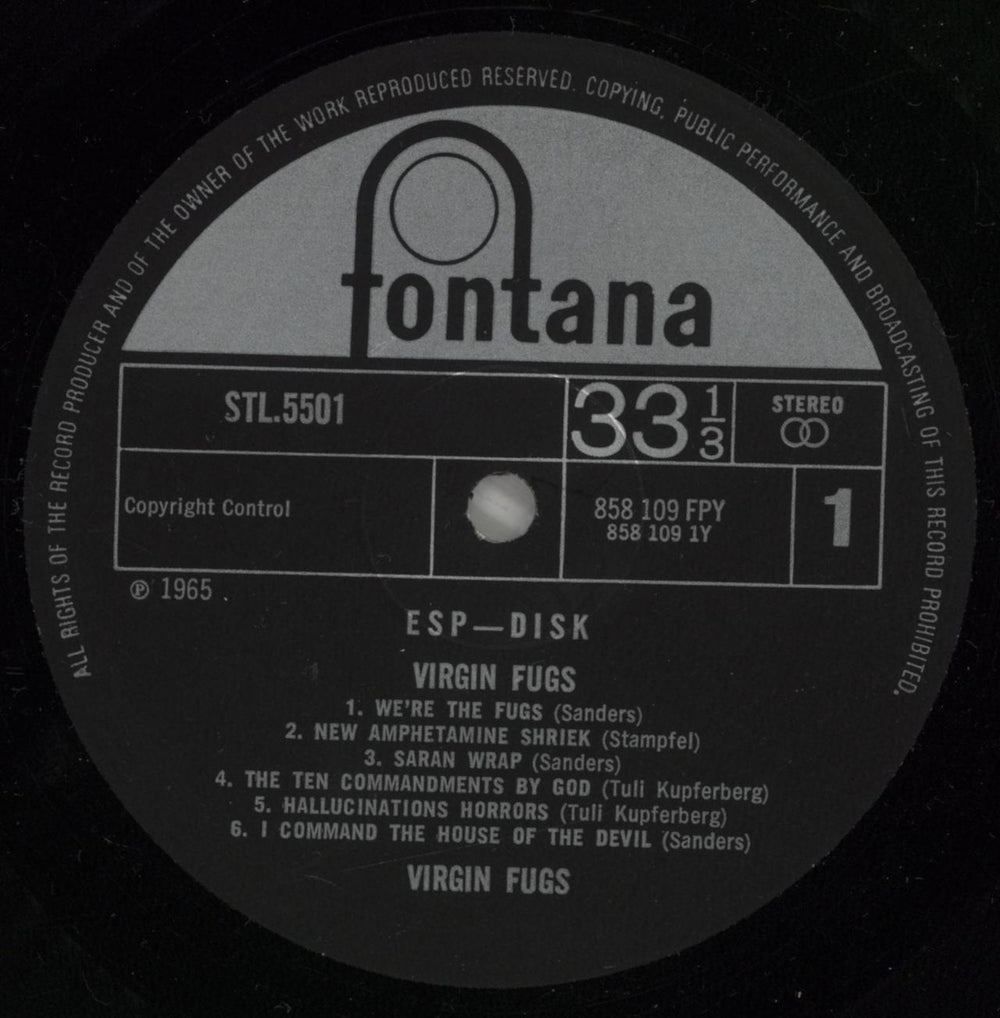 ALL RIGHTS OF THE RECORD PRODUCER AND OF THE OWNER OF THE WORK REPRODUCED RESERVED. COPYING, PUBLIC PERFORMANCE AND BROADCASTING OF THIS RECORD PROHIBITED.
fontana
STL.5501
33 1/3
STEREO
Copyright Control
858 109 FPY
858 109 1Y
1
℗ 1965
ESP—DISK
VIRGIN FUGS
1. WE'RE THE FUGS (Sanders)
2. NEW AMPHETAMINE SHRIEK (Stampfel)
3. SARAN WRAP (Sanders)
4. THE TEN COMMANDMENTS BY GOD (Tuli Kupferberg)
5. HALLUCINATIONS HORRORS (Tuli Kupferberg)
6. I COMMAND THE HOUSE OF THE DEVIL (Sanders)
VIRGIN FUGS